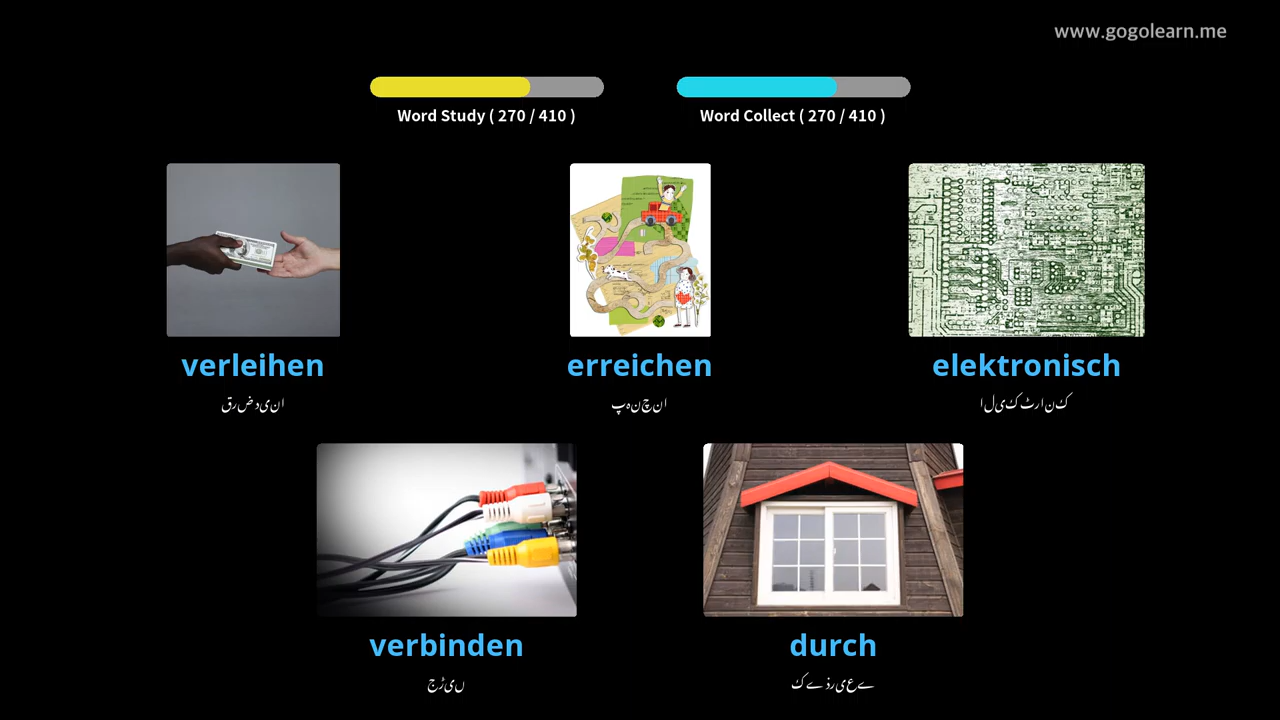 www.gogolearn.me
Word Study ( 270 / 410 )
Word Collect ( 270 / 410 )
verleihen
قرض دینا
erreichen
پہنچنا
elektronisch
الیکٹرانک
verbinden
جڑیں
durch
کے ذریعے